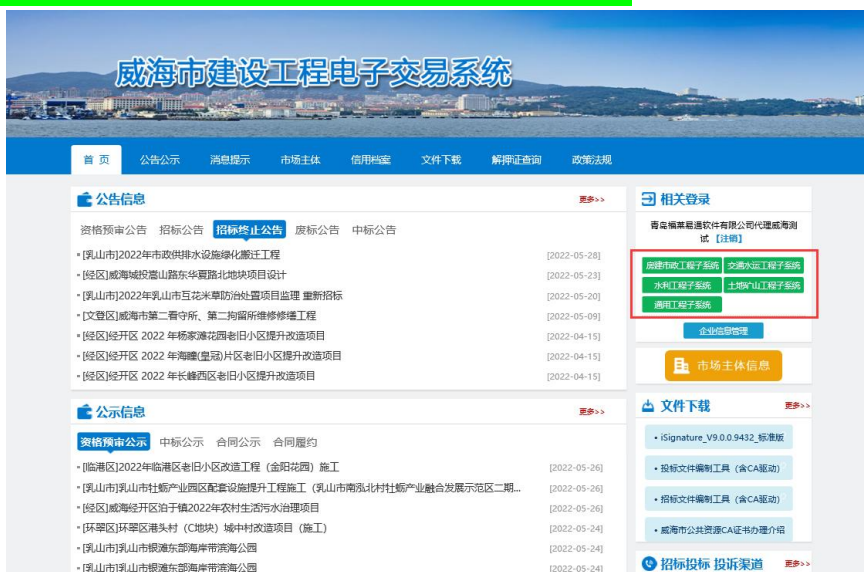 威海市建设工程电子交易系统
首 页 公告公示 消息提示 市场主体 信用档案 文件下载 解押证查询 政策法规
公告信息 更多>>
资格预审公告 招标公告 招标终止公告 废标公告 中标公告
[乳山市]2022年市政供排水设施绿化搬迁工程 [2022-05-28]
[经区]威海城投嵩山路东华夏路北地块项目设计 [2022-05-23]
[乳山市]2022年乳山市互花米草防治处置项目监理 重新招标 [2022-05-20]
[文登区]威海市第二看守所、第二拘留所维修修缮工程 [2022-05-09]
[经区]经开区 2022 年杨家滩花园老旧小区提升改造项目 [2022-04-15]
[经区]经开区 2022 年海瞳(皇冠)片区老旧小区提升改造项目 [2022-04-15]
[经区]经开区 2022 年长峰西区老旧小区提升改造项目 [2022-04-15]
公示信息 更多>>
资格预审公示 中标公示 合同公示 合同履约
[临港区]2022年临港区老旧小区改造工程（金阳花园）施工 [2022-05-26]
[乳山市]乳山市牡蛎产业园区配套设施提升工程施工（乳山市南泓北村牡蛎产业融合发展示范区二期... [2022-05-26]
[经区]威海经开区泊于镇2022年农村生活污水治理项目 [2022-05-26]
[环翠区]环翠区港头村（C地块）城中村改造项目（施工） [2022-05-24]
[乳山市]乳山市银滩东部海岸带滨海公园 [2022-05-24]
[乳山市]乳山市银滩东部海岸带滨海公园 [2022-05-24]
相关登录
青岛福莱易通软件有限公司代理威海测
试 【注销】
房建市政工程子系统 交通水运工程子系统
水利工程子系统 土地矿山工程子系统
通用工程子系统
企业信息管理
市场主体信息
文件下载 更多>>
iSignature_V9.0.0.9432_标准版
投标文件编制工具（含CA驱动）
招标文件编制工具（含CA驱动）
威海市公共资源CA证书办理介绍
招标投标 投诉渠道 更多>>